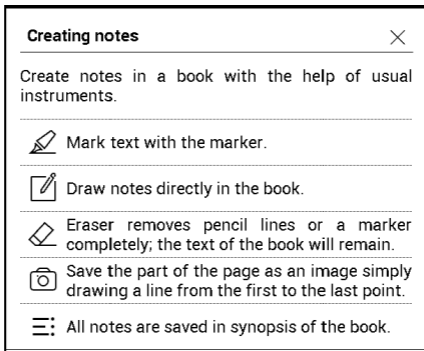 Creating notes
Create notes in a book with the help of usual
instruments.
Mark text with the marker.
Draw notes directly in the book.
Eraser removes pencil lines or a marker
completely; the text of the book will remain.
Save the part of the page as an image simply
drawing a line from the first to the last point.
All notes are saved in synopsis of the book.